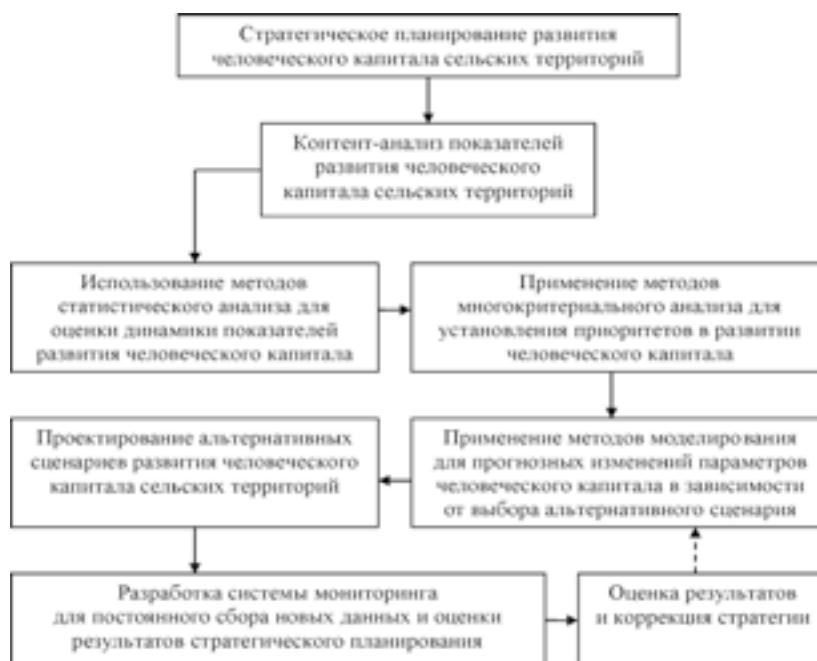 Стратегическое планирование развития
человеческого капитала сельских территорий
Контент-анализ показателей
развития человеческого
капитала сельских территорий
Использование методов
статистического анализа для
оценки динамики показателей
развития человеческого капитала
Применение методов
многокритериального анализа для
установления приоритетов в развитии
человеческого капитала
Проектирование альтернативных
сценариев развития человеческого
капитала сельских территорий
Применение методов моделирования
для прогнозных изменений параметров
человеческого капитала в зависимости
от выбора альтернативного сценария
Разработка системы мониторинга
для постоянного сбора новых данных и оценки
результатов стратегического планирования
Оценка результатов
и коррекция стратегии